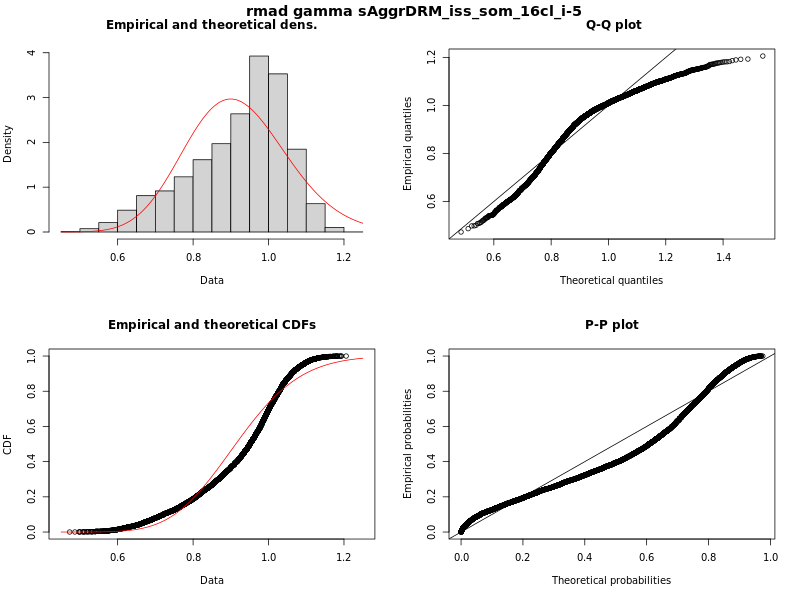 rmad gamma sAggrDRM_iss_som_16cl_i-5
Empirical and theoretical dens.
Density
0
1
2
3
4
0.6 0.8 1.0 1.2
Data
Q-Q plot
Empirical quantiles
0.6
0.8
1.0
1.2
0.6 0.8 1.0 1.2 1.4
Theoretical quantiles
Empirical and theoretical CDFs
CDF
0.0
0.2
0.4
0.6
0.8
1.0
0.6 0.8 1.0 1.2
Data
P-P plot
Empirical probabilities
0.0
0.2
0.4
0.6
0.8
1.0
0.0 0.2 0.4 0.6 0.8 1.0
Theoretical probabilities